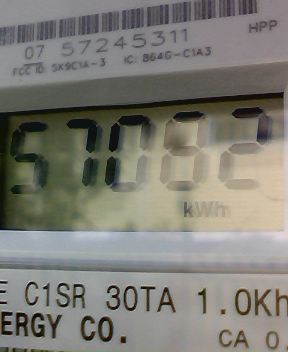 07 57245311
HPP
FCC ID: SK9C1A-3 IC: 864G-C1A3
57082
kWh
E C1SR 30TA 1.0Kh
ERGY CO.
CA 0.